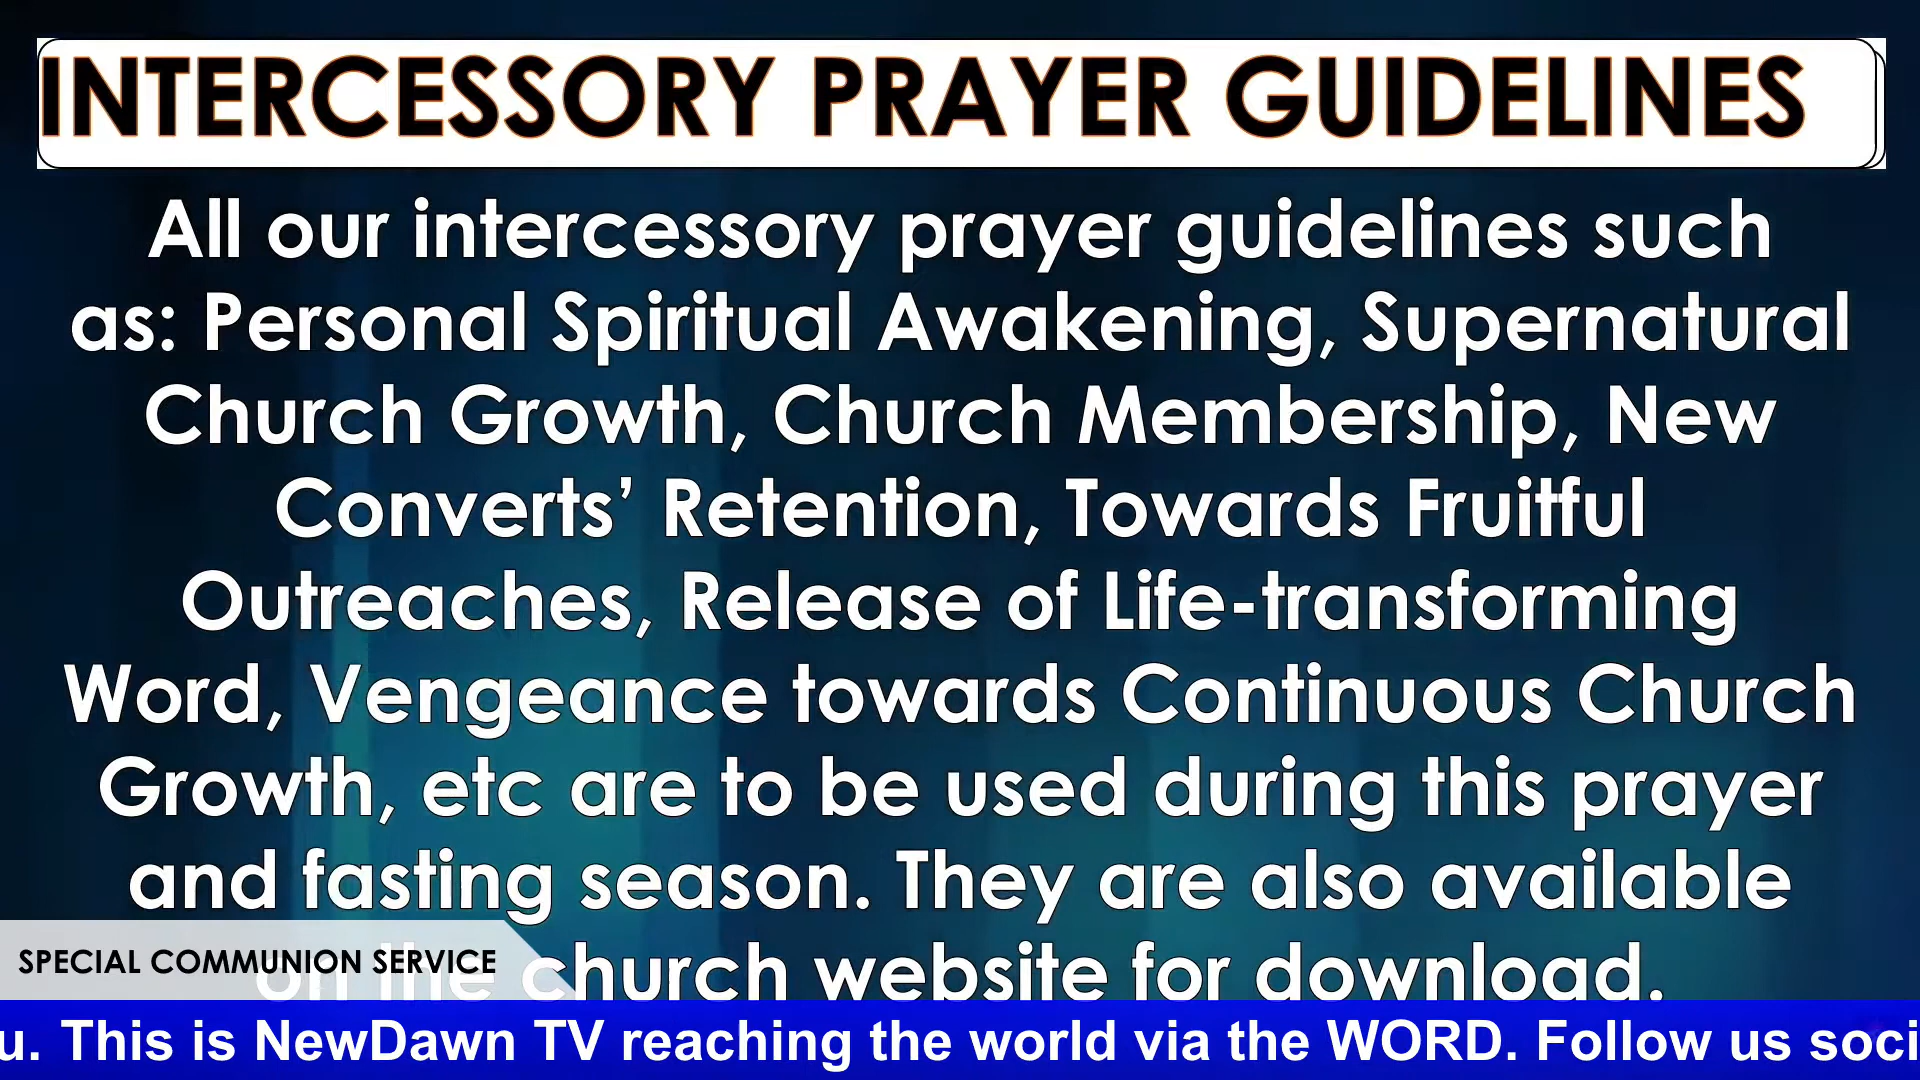 INTERCESSORY PRAYER GUIDELINES
All our intercessory prayer guidelines such
as: Personal Spiritual Awakening, Supernatural
Church Growth, Church Membership, New
Converts’ Retention, Towards Fruitful
Outreaches, Release of Life-transforming
Word, Vengeance towards Continuous Church
Growth, etc are to be used during this prayer
and fasting season. They are also available
on the church website for download.
SPECIAL COMMUNION SERVICE
u. This is NewDawn TV reaching the world via the WORD. Follow us soci